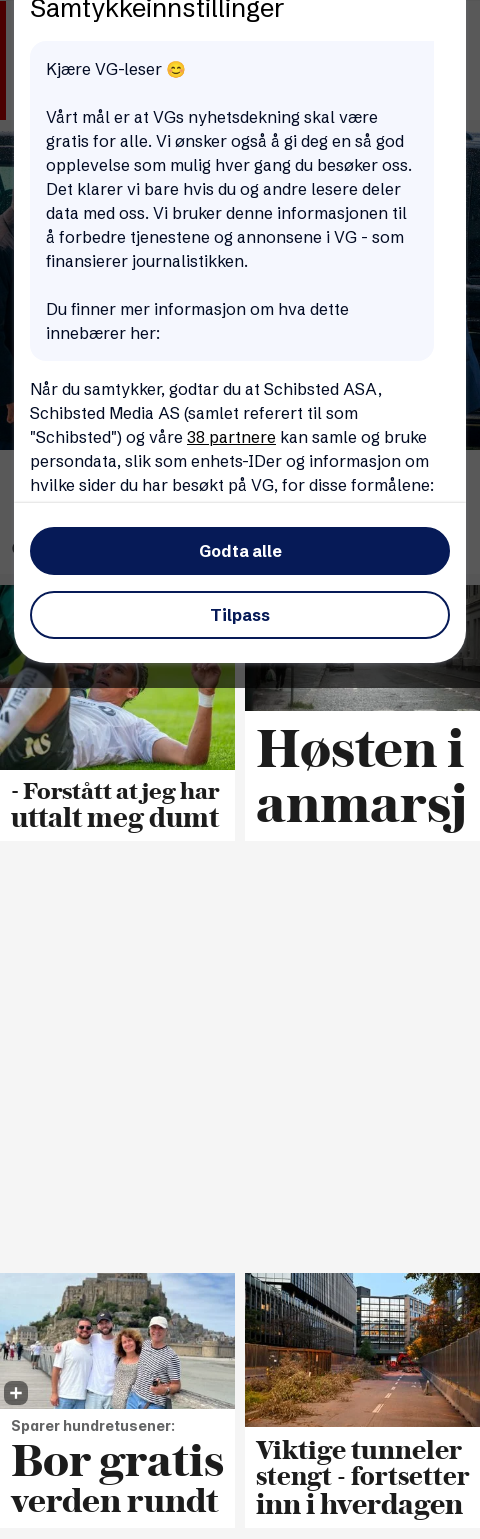 Samtykkeinnstillinger
Kjære VG-leser 😊
Vårt mål er at VGs nyhetsdekning skal være
gratis for alle. Vi ønsker også å gi deg en så god
opplevelse som mulig hver gang du besøker oss.
Det klarer vi bare hvis du og andre lesere deler
data med oss. Vi bruker denne informasjonen til
å forbedre tjenestene og annonsene i VG - som
finansierer journalistikken.
Du finner mer informasjon om hva dette
innebærer her:
Når du samtykker, godtar du at Schibsted ASA,
Schibsted Media AS (samlet referert til som
"Schibsted") og våre 38 partnere kan samle og bruke
persondata, slik som enhets-IDer og informasjon om
hvilke sider du har besøkt på VG, for disse formålene:
Godta alle
Tilpass
- Forstått at jeg har
uttalt meg dumt
Høsten i
anmarsj
Sparer hundretusener:
Bor gratis
verden rundt
Viktige tunneler
stengt - fortsetter
inn i hverdagen